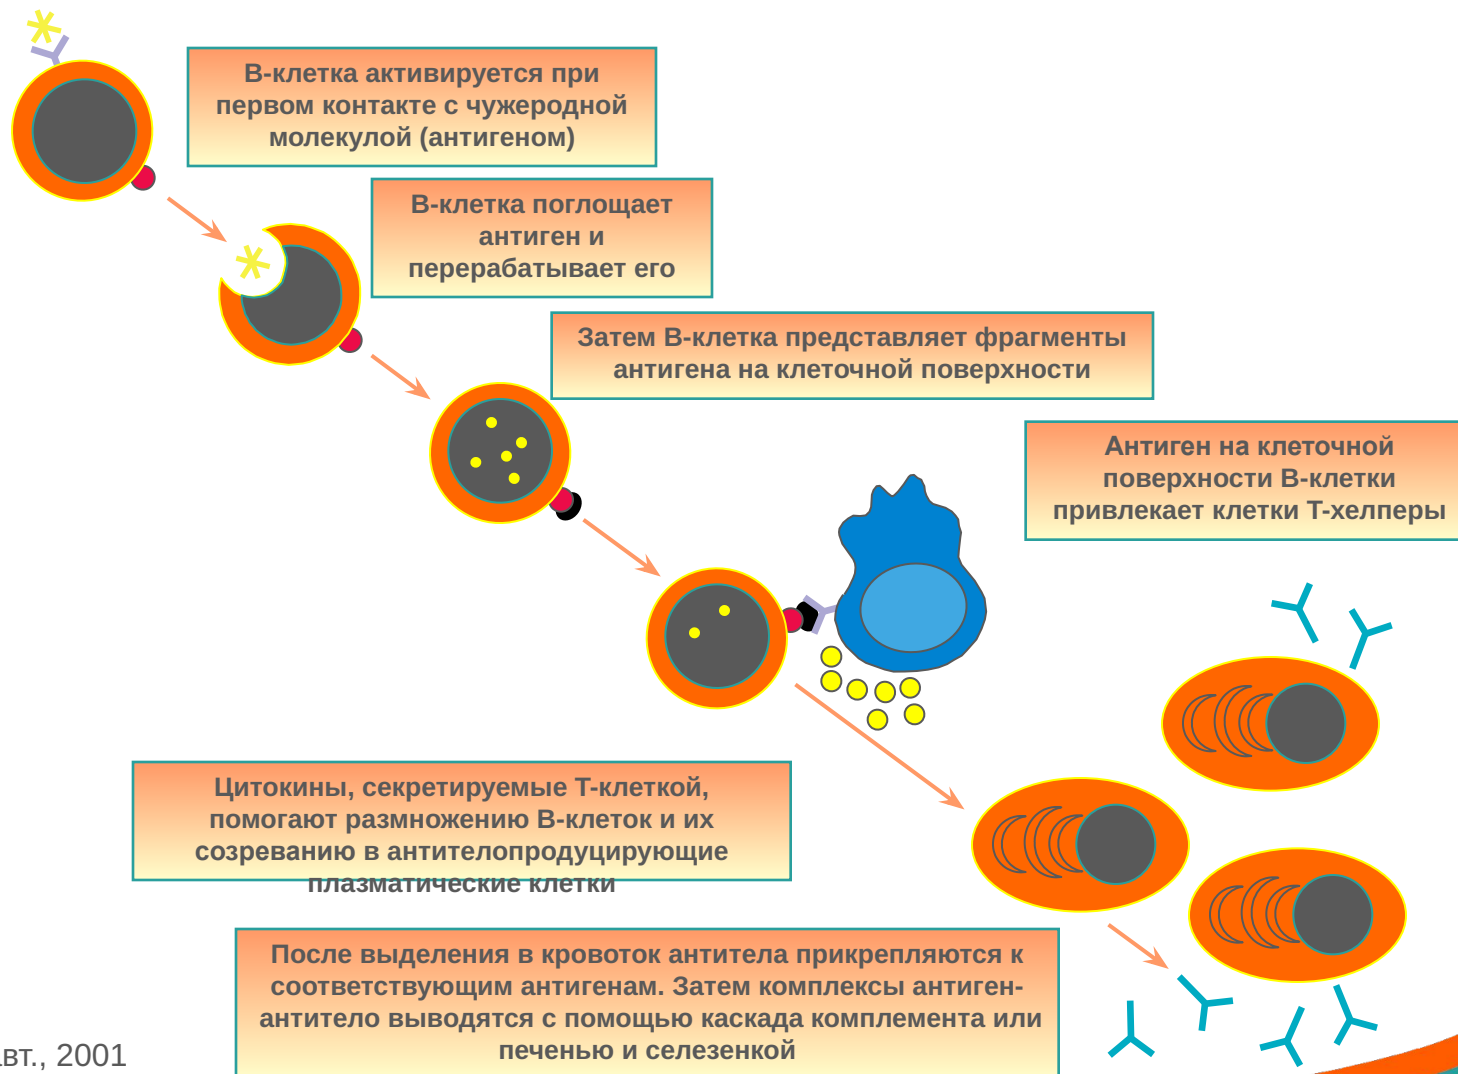 В-клетка активируется при
первом контакте с чужеродной
молекулой (антигеном)
В-клетка поглощает
антиген и
перерабатывает его
Затем В-клетка представляет фрагменты
антигена на клеточной поверхности
Антиген на клеточной
поверхности В-клетки
привлекает клетки Т-хелперы
Цитокины, секретируемые Т-клеткой,
помогают размножению В-клеток и их
созреванию в антителопродуцирующие
плазматические клетки
После выделения в кровоток антитела прикрепляются к
соответствующим антигенам. Затем комплексы антиген-
антитело выводятся с помощью каскада комплемента или
печенью и селезенкой
авт., 2001